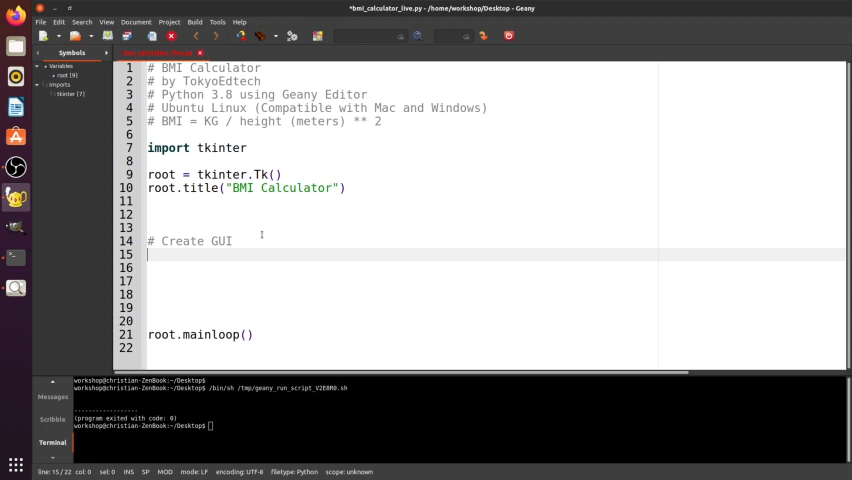 *bmi_calculator_live.py - /home/workshop/Desktop - Geany
File Edit Search View Document Project Build Tools Help
Symbols
Variables
root [9]
Imports
tkinter [7]
1 # BMI Calculator
2 # by TokyoEdtech
3 # Python 3.8 using Geany Editor
4 # Ubuntu Linux (Compatible with Mac and Windows)
5 # BMI = KG / height (meters) ** 2
6
7 import tkinter
8
9 root = tkinter.Tk()
10 root.title("BMI Calculator")
11
12
13
14 # Create GUI
15
16
17
18
19
20
21 root.mainloop()
22
Messages
Scribble
Terminal
workshop@christian-ZenBook:~/Desktop$
workshop@christian-ZenBook:~/Desktop$ /bin/sh /tmp/geany_run_script_V2E8R0.sh
------------------
(program exited with code: 0)
workshop@christian-ZenBook:~/Desktop$
line: 15 / 22 col: 0 sel: 0 INS SP MOD mode: LF encoding: UTF-8 filetype: Python scope: unknown